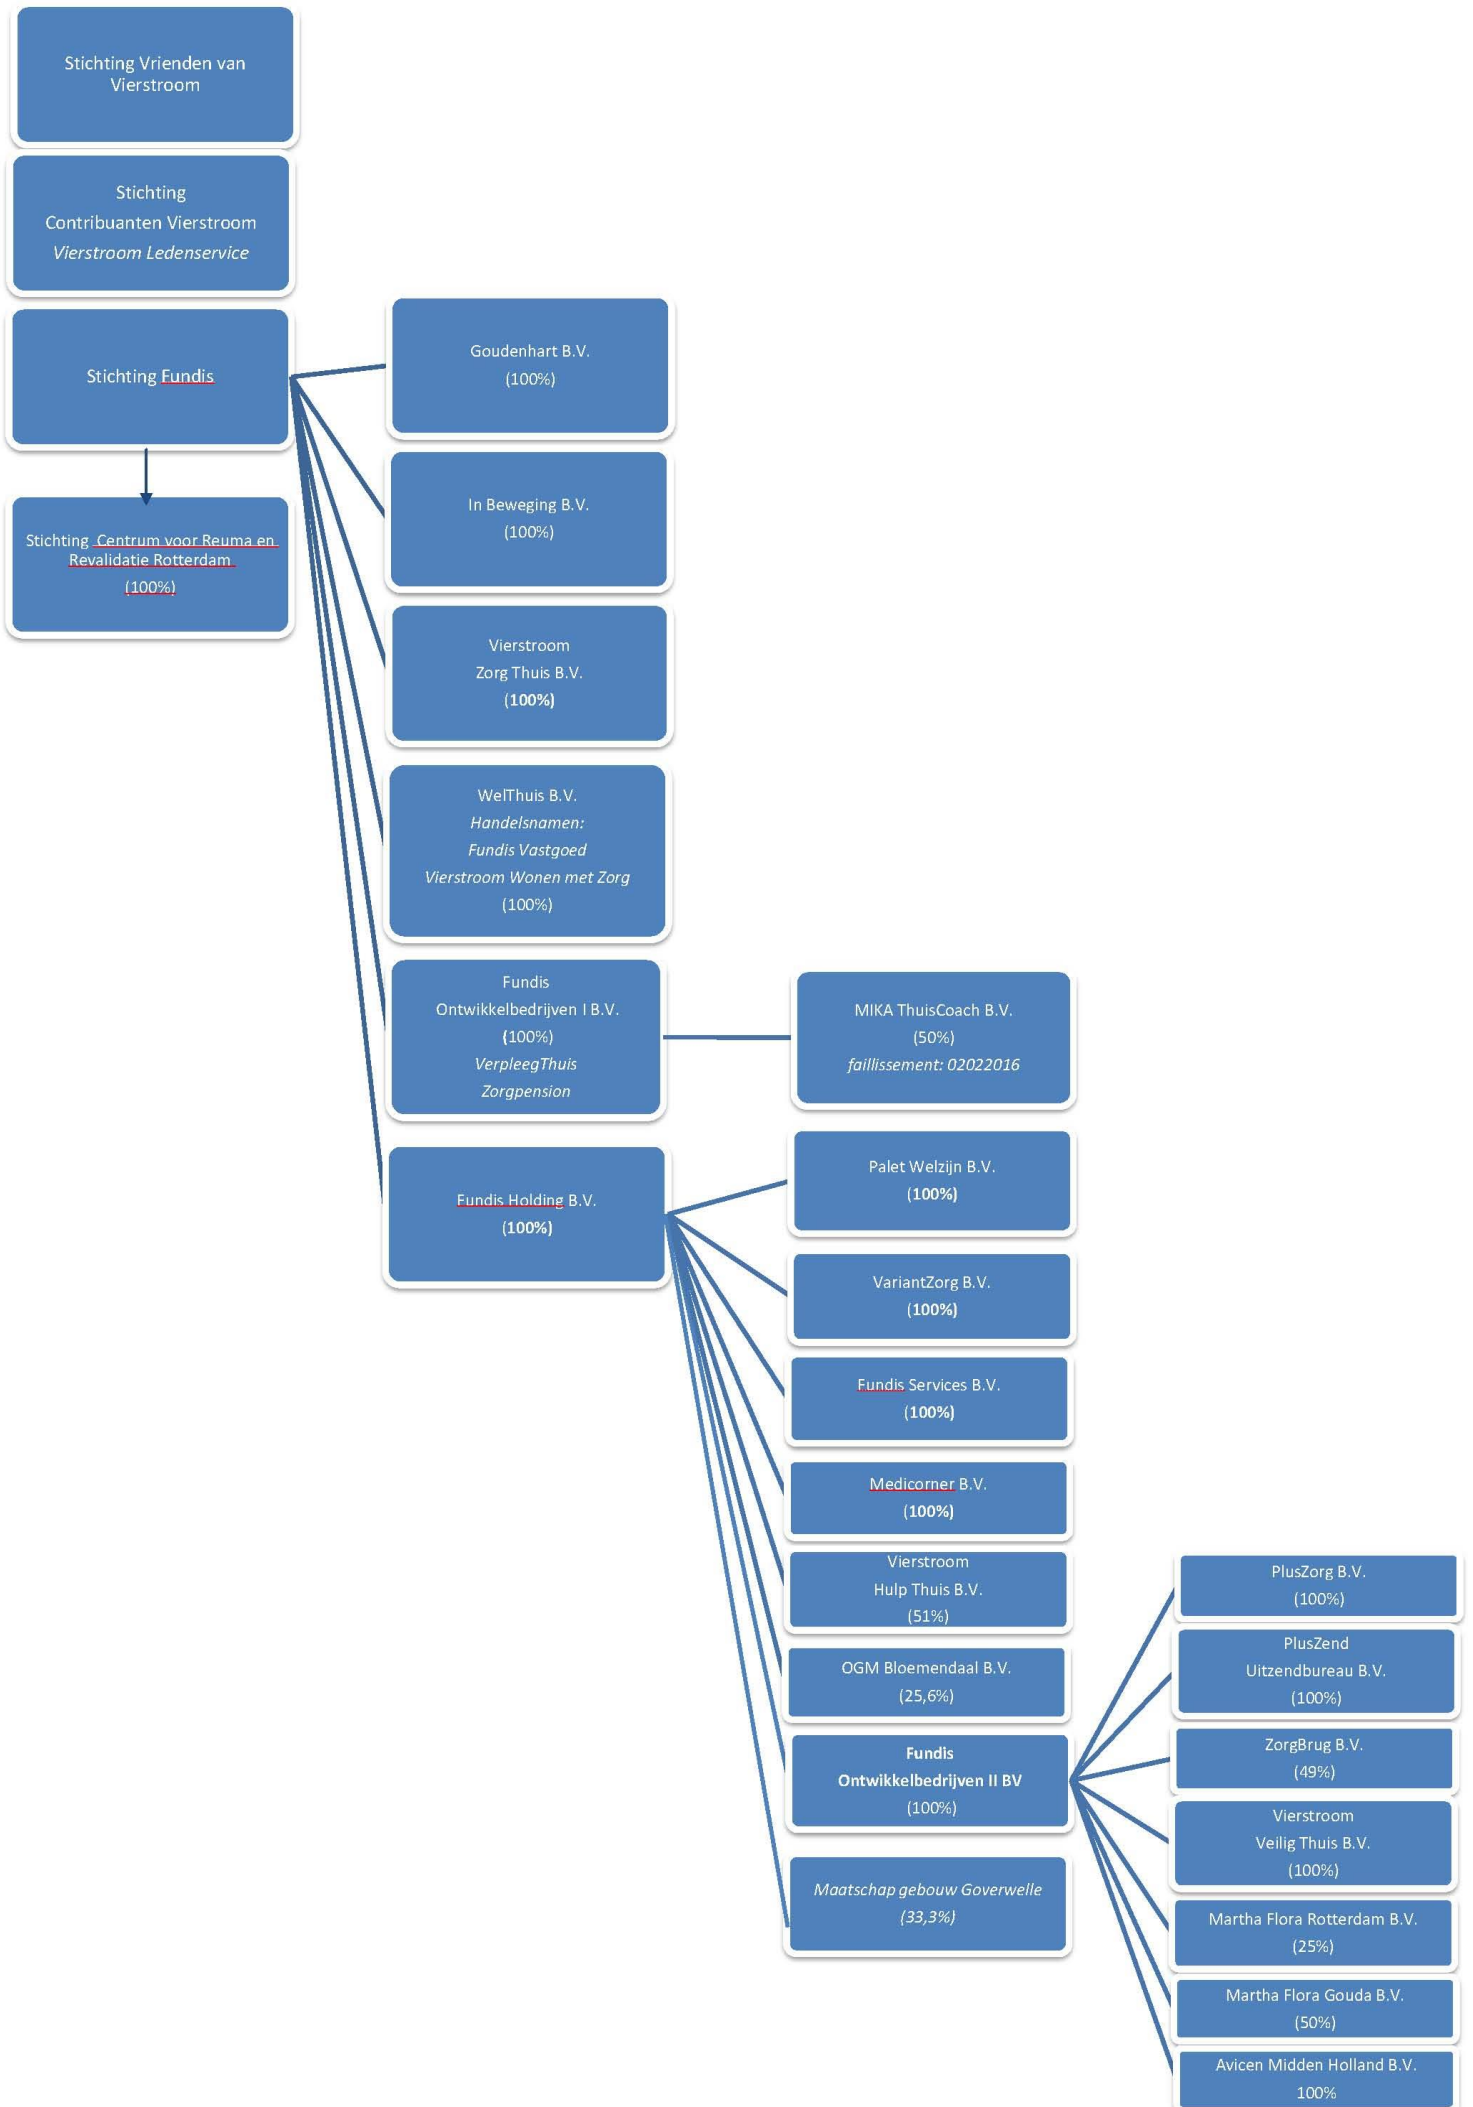 Stichting Vrienden van
Vierstroom
Stichting
Contribuanten Vierstroom
Vierstroom Ledenservice
Stichting Fundis
Stichting Centrum voor Reuma en
Revalidatie Rotterdam
(100%)
Goudenhart B.V.
(100%)
In Beweging B.V.
(100%)
Vierstroom
Zorg Thuis B.V.
(100%)
WelThuis B.V.
Handelsnamen:
Fundis Vastgoed
Vierstroom Wonen met Zorg
(100%)
Fundis
Ontwikkelbedrijven I B.V.
(100%)
VerpleegThuis
Zorgpension
Fundis Holding B.V.
(100%)
MIKA ThuisCoach B.V.
(50%)
faillissement: 02022016
Palet Welzijn B.V.
(100%)
VariantZorg B.V.
(100%)
Fundis Services B.V.
(100%)
Medicorner B.V.
(100%)
Vierstroom
Hulp Thuis B.V.
(51%)
OGM Bloemendaal B.V.
(25,6%)
Fundis
Ontwikkelbedrijven II BV
(100%)
Maatschap gebouw Goverwelle
(33,3%)
PlusZorg B.V.
(100%)
PlusZend
Uitzendbureau B.V.
(100%)
ZorgBrug B.V.
(49%)
Vierstroom
Veilig Thuis B.V.
(100%)
Martha Flora Rotterdam B.V.
(25%)
Martha Flora Gouda B.V.
(50%)
Avicen Midden Holland B.V.
100%